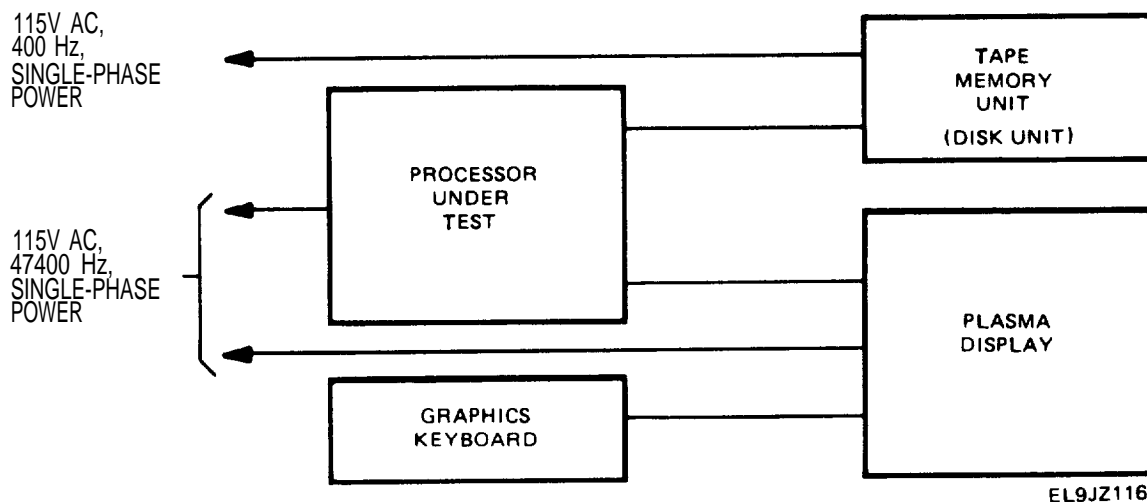 115V AC,
400 Hz,
SINGLE-PHASE
POWER
TAPE
MEMORY
UNIT
(DISK UNIT)
PROCESSOR
UNDER
TEST
115V AC,
47400 Hz,
SINGLE-PHASE
POWER
PLASMA
DISPLAY
GRAPHICS
KEYBOARD
EL9JZ116